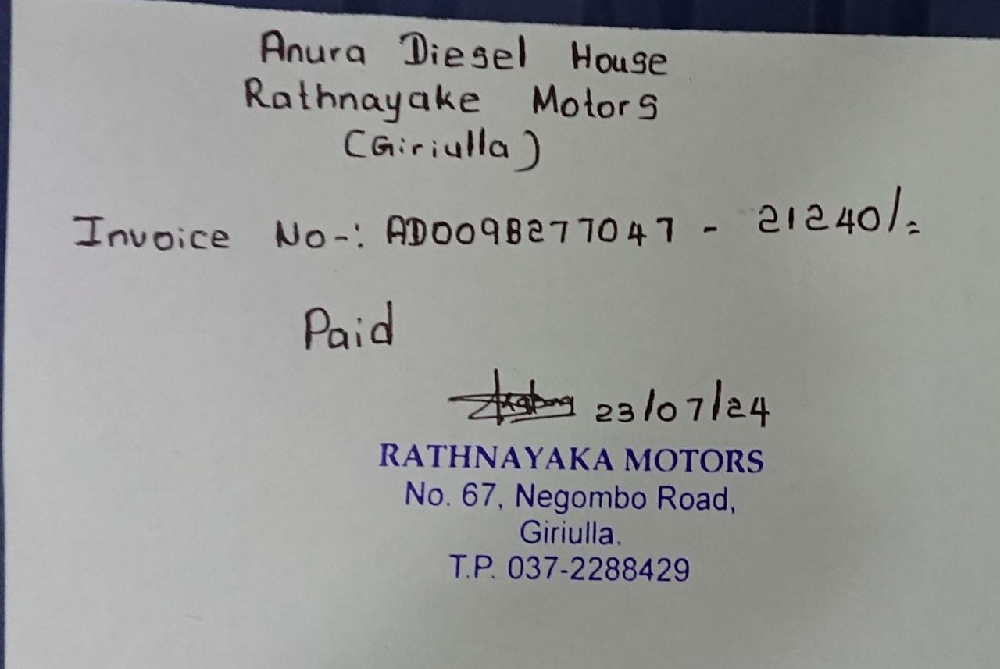 Anura Diesel House
Rathnayake Motors
(Giriulla)
Invoice No-: AD0098277047 - 21240/=
Paid
23/07/24
RATHNAYAKA MOTORS
No. 67, Negombo Road,
Giriulla.
T.P. 037-2288429